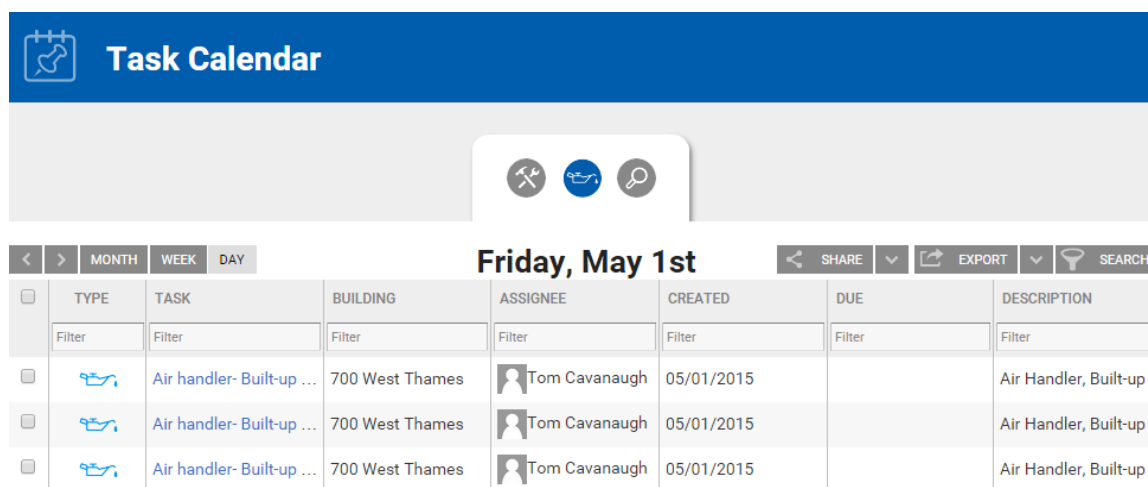 Task Calendar
< > MONTH WEEK DAY Friday, May 1st SHARE EXPORT SEARCH
TYPE TASK BUILDING ASSIGNEE CREATED DUE DESCRIPTION
Filter Filter Filter Filter Filter Filter Filter
Air handler- Built-up ... 700 West Thames Tom Cavanaugh 05/01/2015 Air Handler, Built-up
Air handler- Built-up ... 700 West Thames Tom Cavanaugh 05/01/2015 Air Handler, Built-up
Air handler- Built-up ... 700 West Thames Tom Cavanaugh 05/01/2015 Air Handler, Built-up